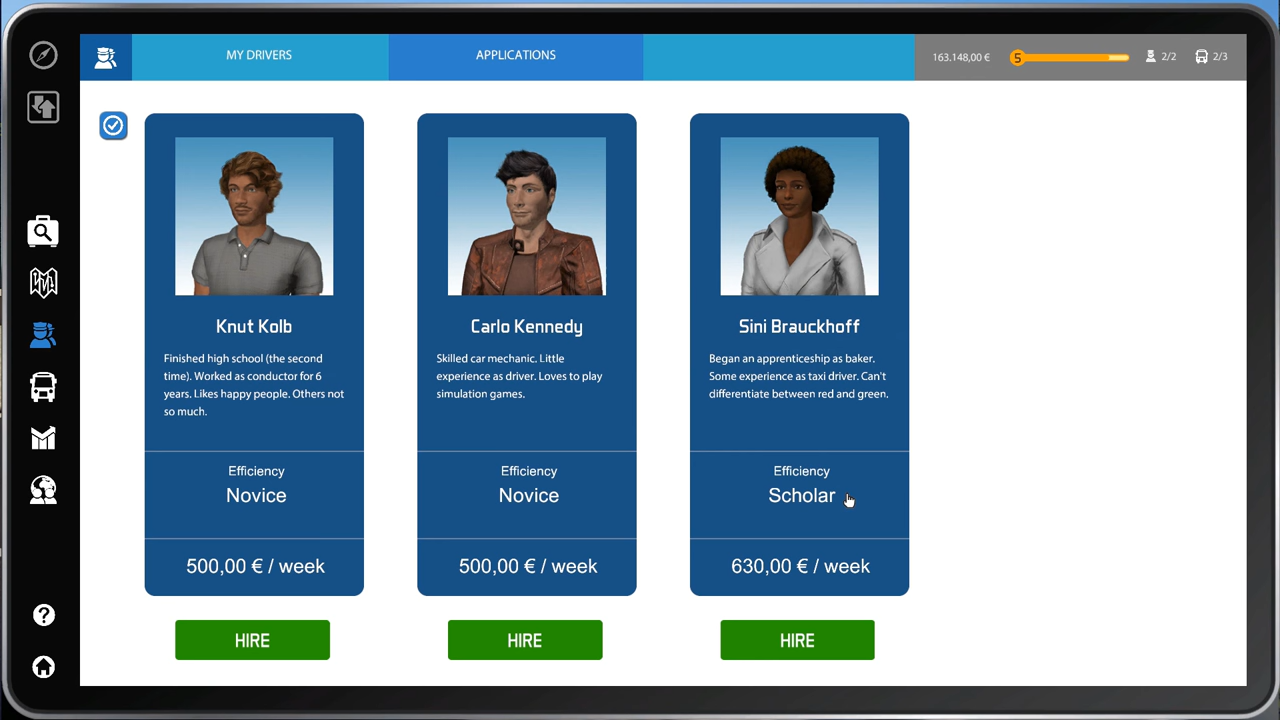 MY DRIVERS
APPLICATIONS
163.148,00 €
5
2/2
2/3
Knut Kolb
Finished high school (the second
time). Worked as conductor for 6
years. Likes happy people. Others not
so much.
Efficiency
Novice
500,00 € / week
HIRE
Carlo Kennedy
Skilled car mechanic. Little
experience as driver. Loves to play
simulation games.
Efficiency
Novice
500,00 € / week
HIRE
Sini Brauckhoff
Began an apprenticeship as baker.
Some experience as taxi driver. Can't
differentiate between red and green.
Efficiency
Scholar
630,00 € / week
HIRE
?